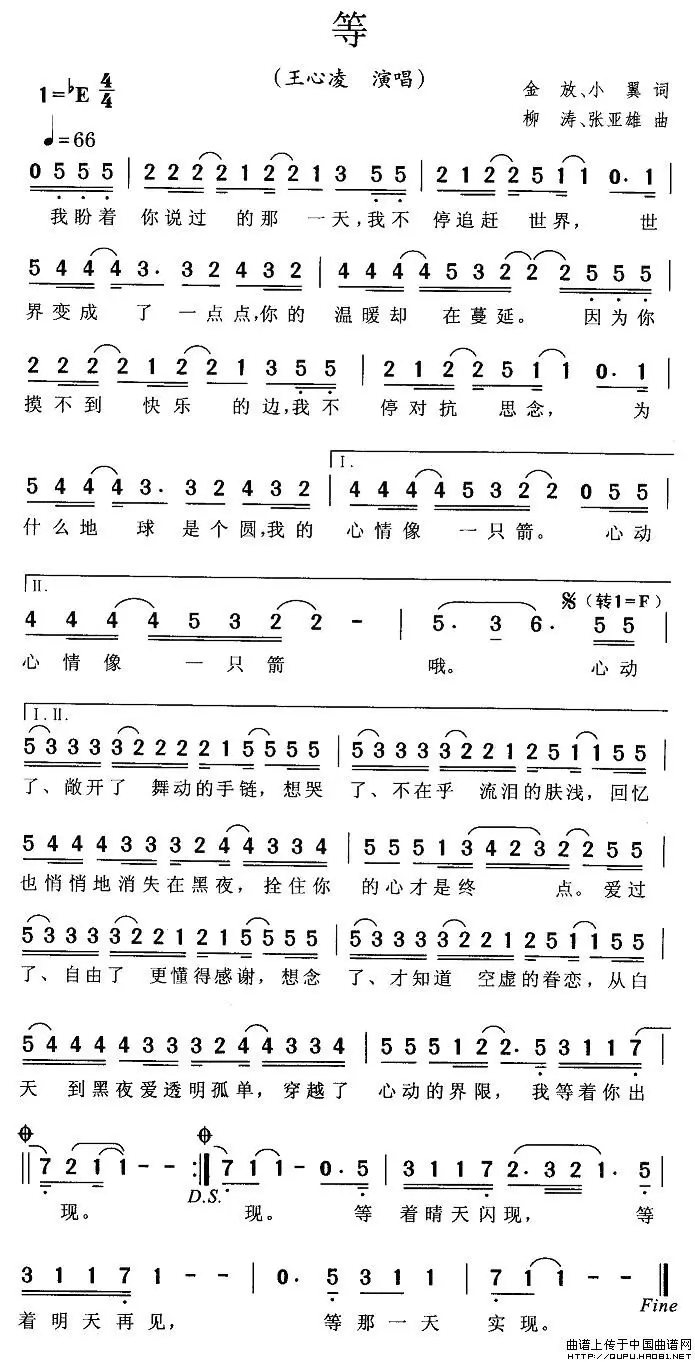 等
(王心凌 演唱)
1=♭E 4/4
金放、小翼 词
♩=66
柳涛、张亚雄 曲
0 5 5 5 | 2 2 2 2 1 2 2 1 3 5 5 | 2 1 2 2 5 1 1 0· 1
我盼着 你说过 的那 一天,我不 停追赶 世界, 世
5 4 4 4 3· 3 2 4 3 2 | 4 4 4 4 5 3 2 2 2 5 5 5
界变成 了 一点点,你的 温暖却 在蔓延。 因为你
2 2 2 2 1 2 2 1 3 5 5 | 2 1 2 2 5 1 1 0· 1 |
摸不到 快乐 的边,我不 停对抗 思念, 为
I.
5 4 4 4 3· 3 2 4 3 2 | 4 4 4 4 5 3 2 2 0 5 5 |
什么地 球是个圆,我的 心情像 一只箭。 心动
II. 𝄋 (转1=F)
4 4 4 4 5 3 2 2 - | 5· 3 6· 5 5 |
心情像 一只箭 哦。 心动
I.II.
5 3 3 3 3 2 2 2 2 1 5 5 5 5 | 5 3 3 3 3 2 2 1 2 5 1 1 5 5 |
了、敞开了 舞动的手链,想哭 了、不在乎 流泪的肤浅,回忆
5 4 4 4 3 3 3 2 4 4 3 3 4 | 5 5 5 1 3 4 2 3 2 2 5 5 |
也悄悄地消失在黑夜,拴住你 的心才是终 点。爱过
5 3 3 3 3 2 2 1 2 1 5 5 5 5 | 5 3 3 3 3 2 2 1 2 5 1 1 5 5 |
了、自由了 更懂得感谢,想念 了、才知道 空虚的眷恋,从白
5 4 4 4 4 3 3 3 2 4 4 3 3 4 | 5 5 5 1 2 2· 5 3 1 1 7
天 到黑夜爱透明孤单,穿越了 心动的界限, 我等着你出
7 2 1 1 - - :‖ 7 1 1 - 0· 5 | 3 1 1 7 2· 3 2 1· 5
现。 D.S. 现。 等 着晴天闪现, 等
3 1 1 7 1 - - | 0· 5 3 1 1 | 7 1 1 - - ‖
着明天再见, 等那一天 实现。 Fine
曲谱上传于中国曲谱网
HTTP://QUPU.HAO81.NET